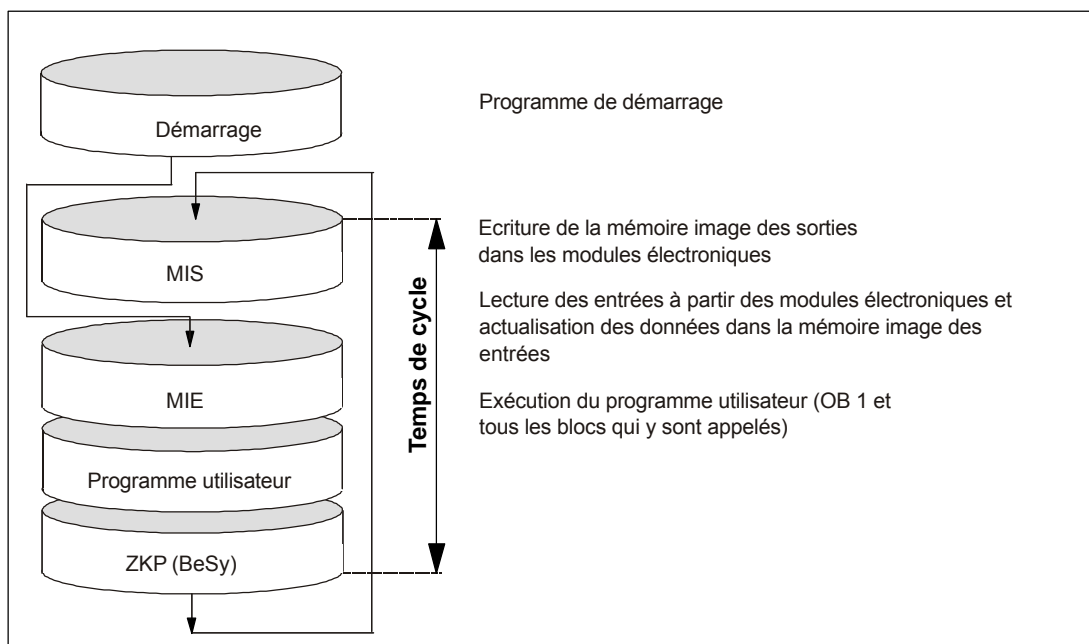 Démarrage
Programme de démarrage
MIS
Ecriture de la mémoire image des sorties
dans les modules électroniques
MIE
Lecture des entrées à partir des modules électroniques et
actualisation des données dans la mémoire image des
entrées
Programme utilisateur
Exécution du programme utilisateur (OB 1 et
tous les blocs qui y sont appelés)
ZKP (BeSy)
Temps de cycle